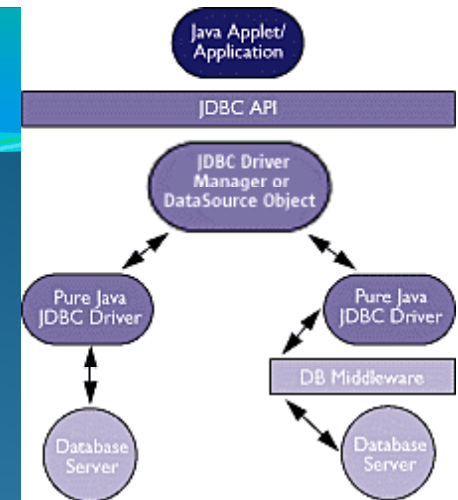 Java Applet/
Application
JDBC API
JDBC Driver
Manager or
DataSource Object
Pure Java
JDBC Driver
Pure Java
JDBC Driver
DB Middleware
Database
Server
Database
Server